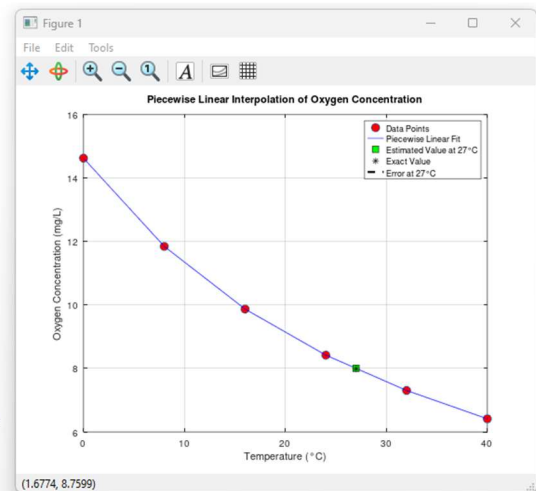 Figure 1
File Edit Tools
A
Piecewise Linear Interpolation of Oxygen Concentration
16
14
12
10
8
6
Oxygen Concentration (mg/L)
Data Points
Piecewise Linear Fit
Estimated Value at 27°C
Exact Value
Error at 27°C
0 10 20 30 40
Temperature (°C)
(1.6774, 8.7599)